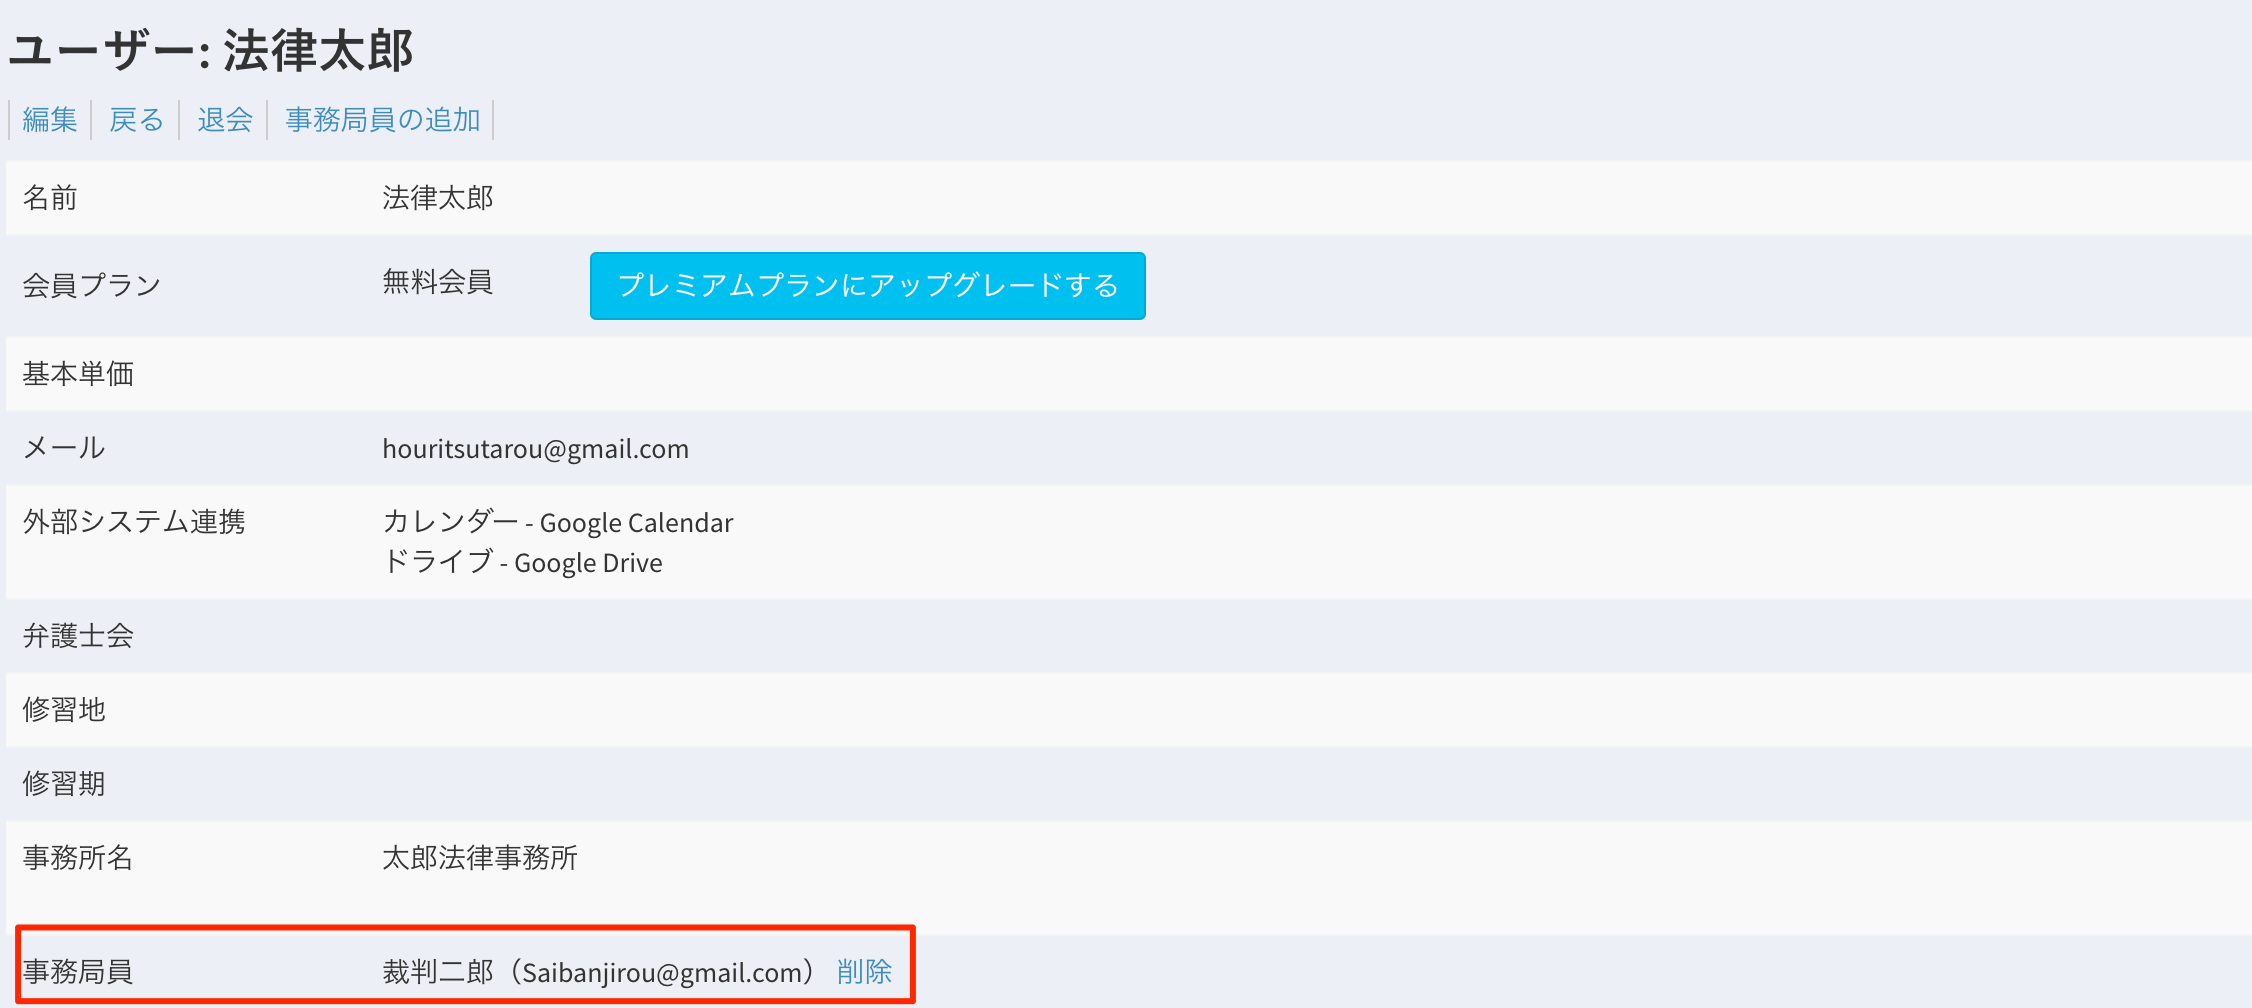 ユーザー: 法律太郎
編集 戻る 退会 事務局員の追加
名前 法律太郎
会員プラン 無料会員 プレミアムプランにアップグレードする
基本単価
メール houritsutarou@gmail.com
外部システム連携 カレンダー - Google Calendar
ドライブ - Google Drive
弁護士会
修習地
修習期
事務所名 太郎法律事務所
事務局員 裁判二郎（Saibanjirou@gmail.com） 削除